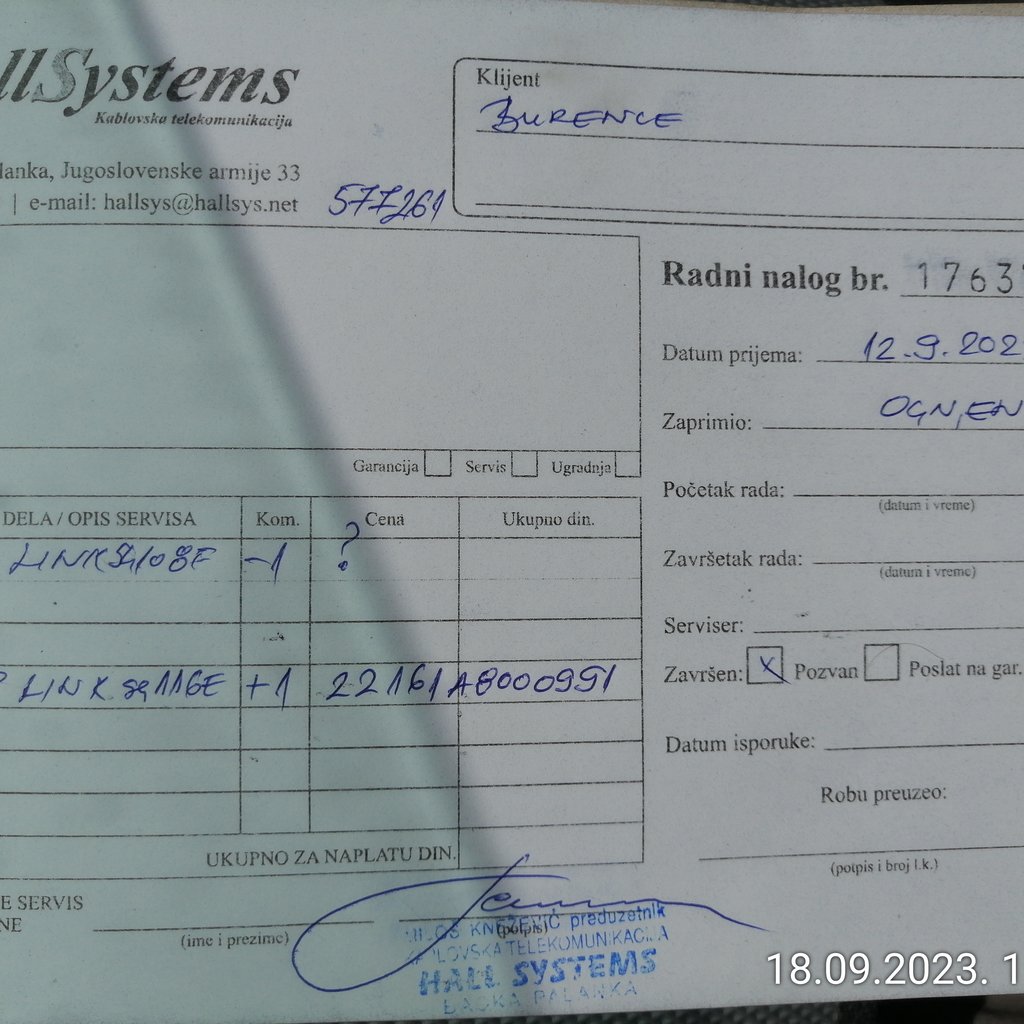 llSystems
Kablovska telekomunikacija
lanka, Jugoslovenske armije 33
| e-mail: hallsys@hallsys.net
577261
Klijent
BURENCE
Radni nalog br. 1763
Datum prijema: 12.9.202
Zaprimio: OGNJEN
Početak rada:
(datum i vreme)
Završetak rada:
(datum i vreme)
Serviser:
Završen: X Pozvan Poslat na gar.
Datum isporuke:
Robu preuzeo:
(potpis i broj l.k.)
Garancija Servis Ugradnja
DELA / OPIS SERVISA Kom. Cena Ukupno din.
LINK -1 ?
LINK SG116E +1 22161A8000991
UKUPNO ZA NAPLATU DIN.
E SERVIS
NE
(ime i prezime)
(potpis)
MILOŠ KNEŽEVIĆ preduzetnik
KABLOVSKA TELEKOMUNIKACIJA
HALL SYSTEMS
BAČKA PALANKA
18.09.2023. 1